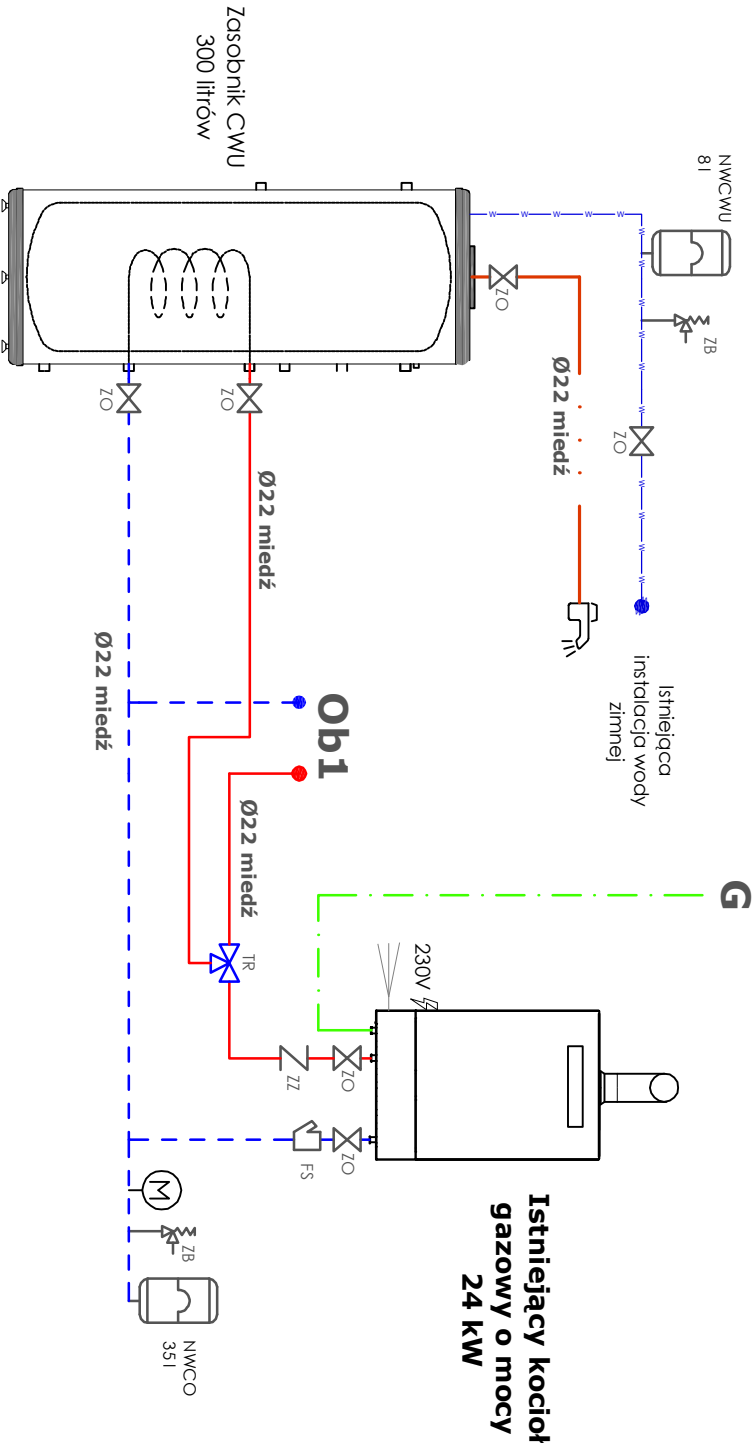 Zasobnik CWU
300 litrów
NWCWU
8l
ZB
ZO
ZO
Ø22 miedź
Istniejąca
instalacja wody
zimnej
ZO
ZO
Ø22 miedź
Ø22 miedź
Ob1
Ø22 miedź
TR
G
230V
ZZ
ZO
FS
ZO
Istniejący kocioł
gazowy o mocy
24 kW
M
ZB
NWCO
35l
w w w w w w w w w w w w w w